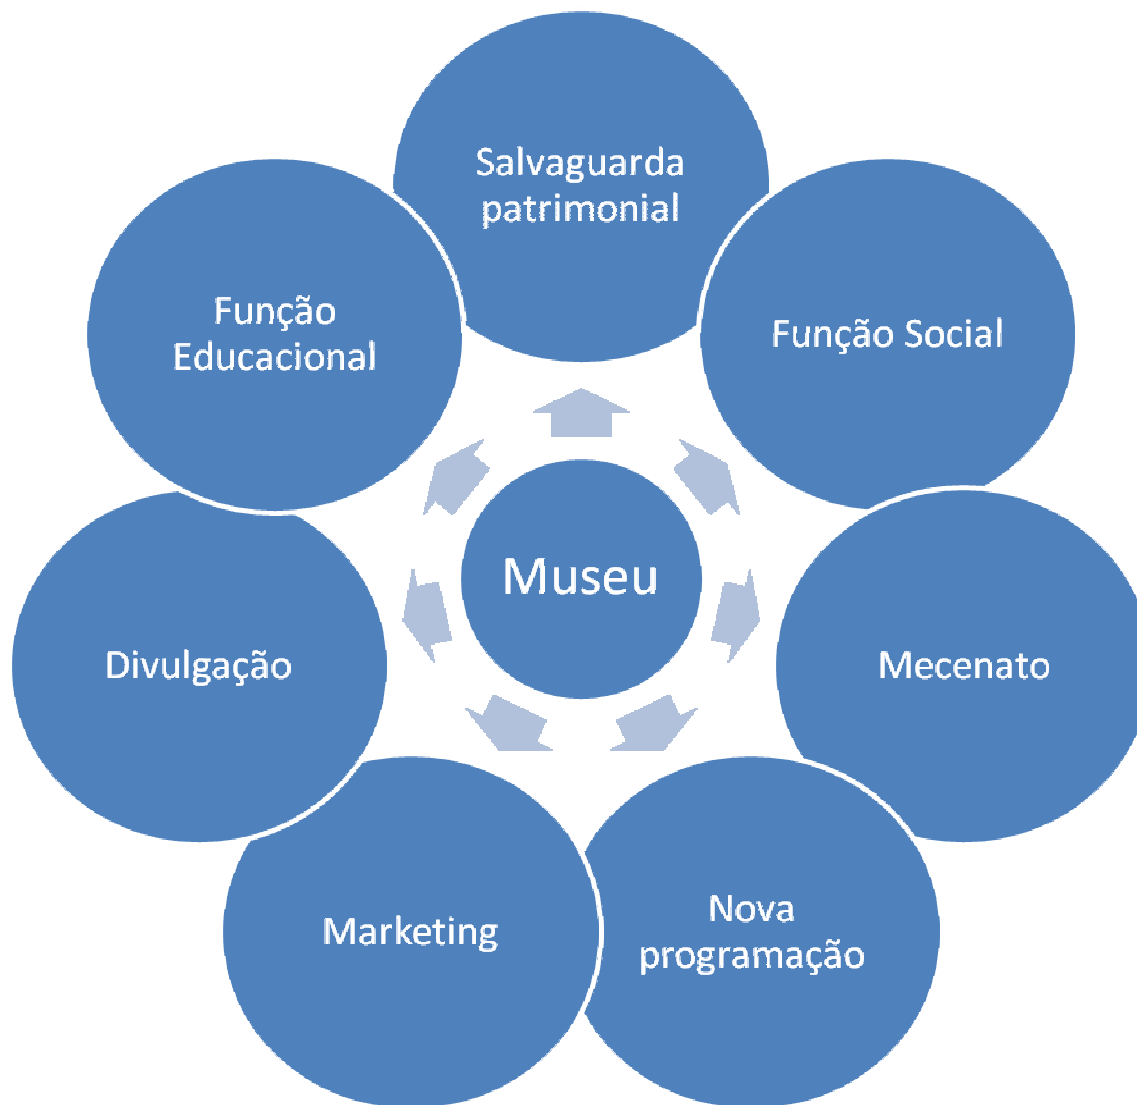 Salvaguarda
patrimonial
Função Social
Mecenato
Nova
programação
Marketing
Divulgação
Função
Educacional
Museu